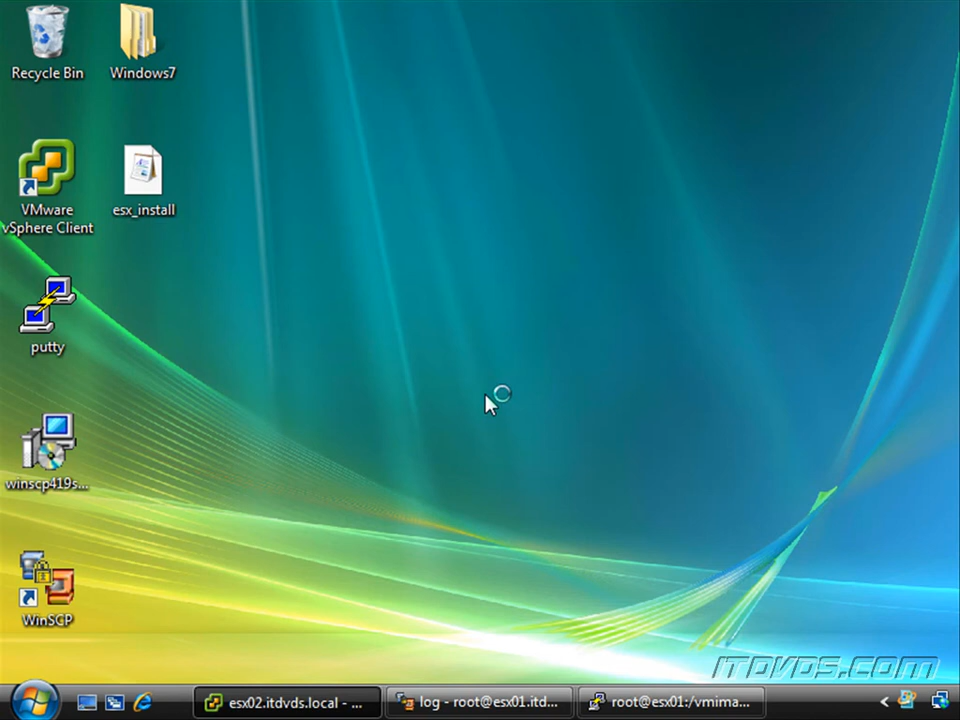 Recycle Bin
Windows7
VMware
vSphere Client
esx_install
putty
winscp419s...
WinSCP
ITDVDS.COM
esx02.itdvds.local - ...
log - root@esx01.itd...
root@esx01:/vmima...